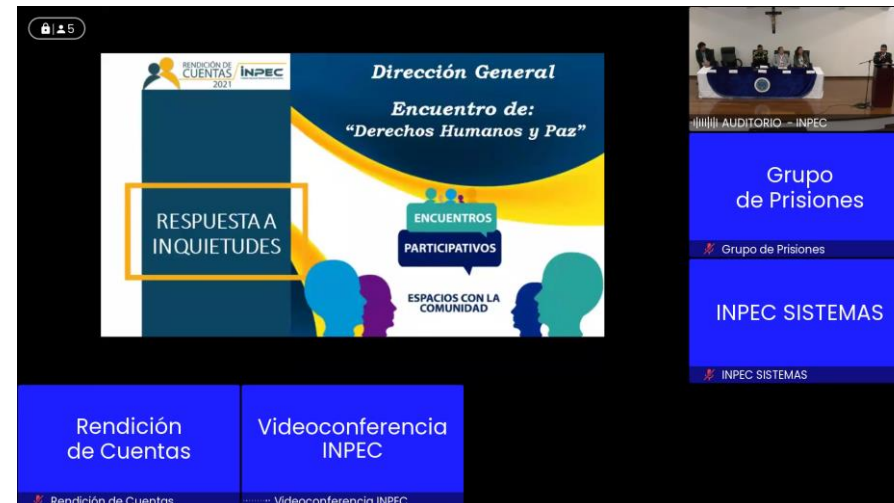 5
RENDICIÓN DE
CUENTAS
2021
INPEC
Dirección General
Encuentro de:
“Derechos Humanos y Paz”
RESPUESTA A
INQUIETUDES
ENCUENTROS
PARTICIPATIVOS
ESPACIOS CON LA
COMUNIDAD
AUDITORIO - INPEC
Grupo
de Prisiones
Grupo de Prisiones
INPEC SISTEMAS
INPEC SISTEMAS
Rendición
de Cuentas
Rendición de Cuentas
Videoconferencia
INPEC
Videoconferencia INPEC